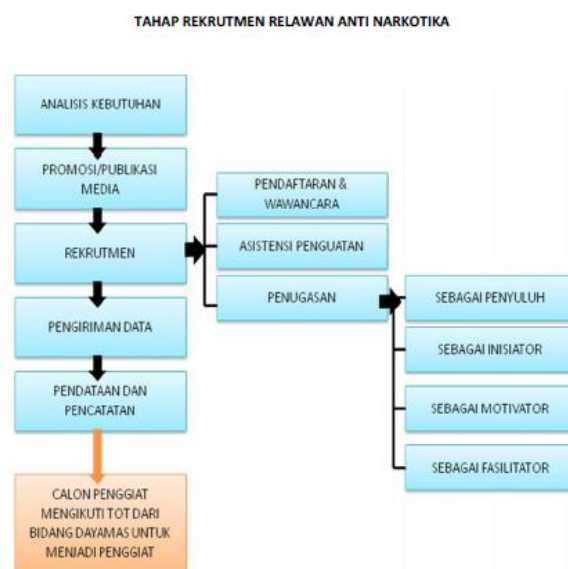 TAHAP REKRUTMEN RELAWAN ANTI NARKOTIKA
ANALISIS KEBUTUHAN
PROMOSI/PUBLIKASI
MEDIA
REKRUTMEN
PENGIRIMAN DATA
PENDATAAN DAN
PENCATATAN
CALON PENGGIAT
MENGIKUTI TOT DARI
BIDANG DAYAMAS UNTUK
MENJADI PENGGIAT
PENDAFTARAN &
WAWANCARA
ASISTENSI PENGUATAN
PENUGASAN
SEBAGAI PENYULUH
SEBAGAI INISIATOR
SEBAGAI MOTIVATOR
SEBAGAI FASILITATOR